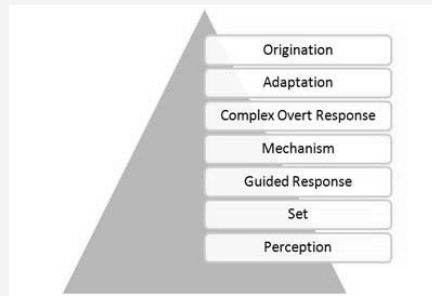 Origination
Adaptation
Complex Overt Response
Mechanism
Guided Response
Set
Perception